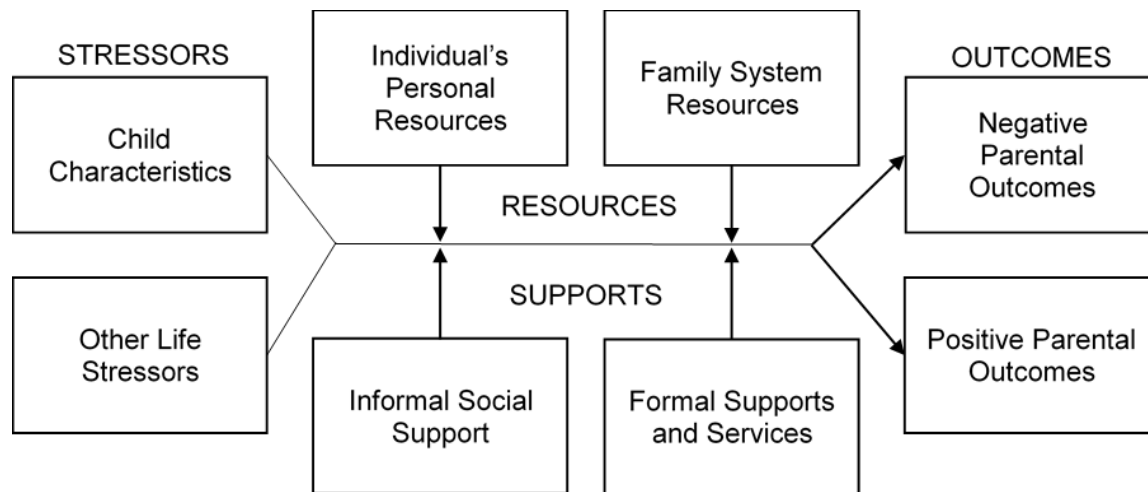 STRESSORS
Child
Characteristics
Other Life
Stressors
Individual’s
Personal
Resources
Family System
Resources
RESOURCES
SUPPORTS
Informal Social
Support
Formal Supports
and Services
OUTCOMES
Negative
Parental
Outcomes
Positive Parental
Outcomes